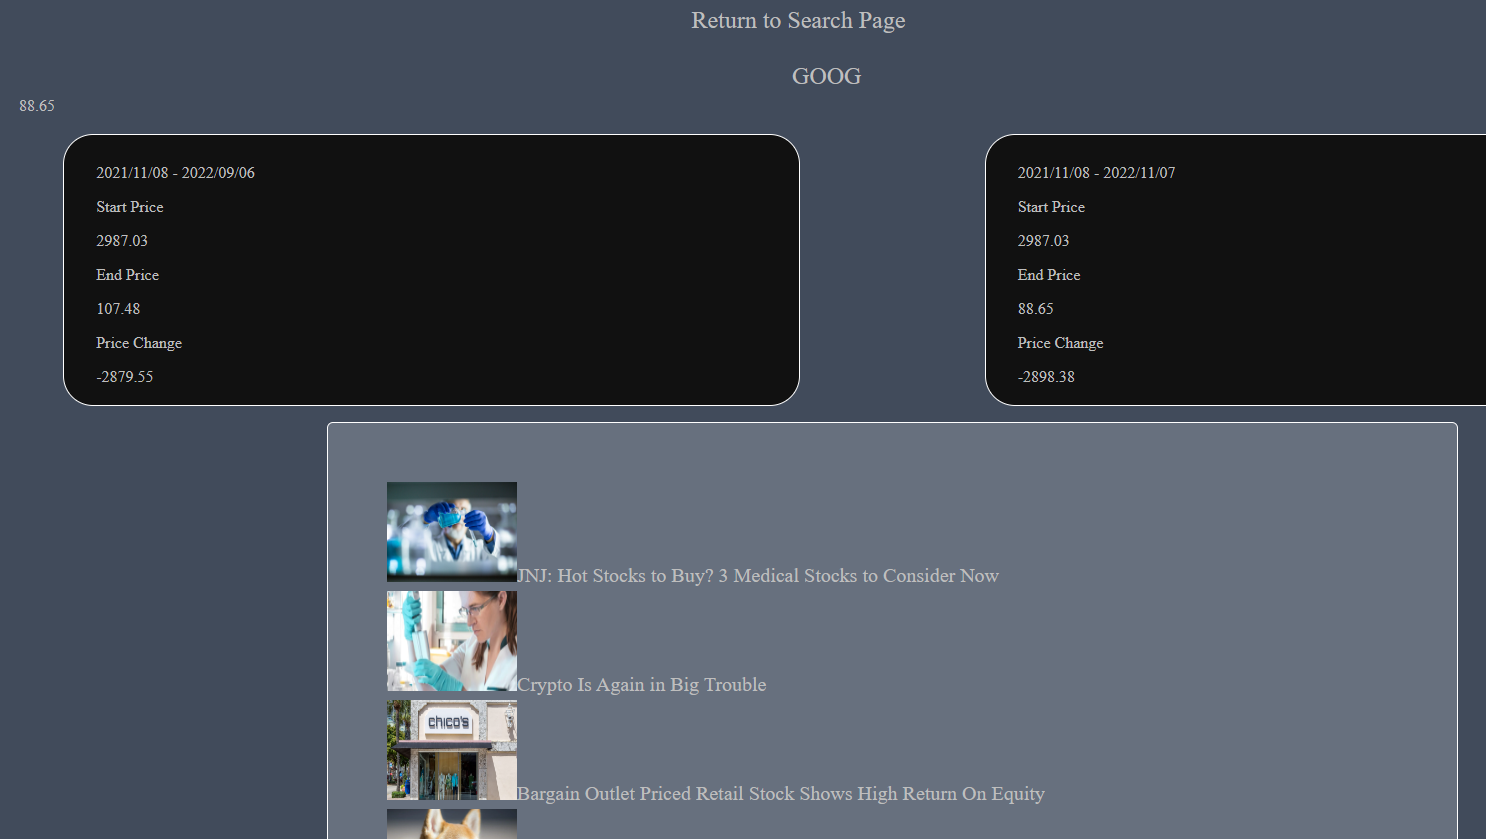 Return to Search Page
GOOG
88.65
2021/11/08 - 2022/09/06
Start Price
2987.03
End Price
107.48
Price Change
-2879.55
2021/11/08 - 2022/11/07
Start Price
2987.03
End Price
88.65
Price Change
-2898.38
JNJ: Hot Stocks to Buy? 3 Medical Stocks to Consider Now
Crypto Is Again in Big Trouble
chico's
Bargain Outlet Priced Retail Stock Shows High Return On Equity